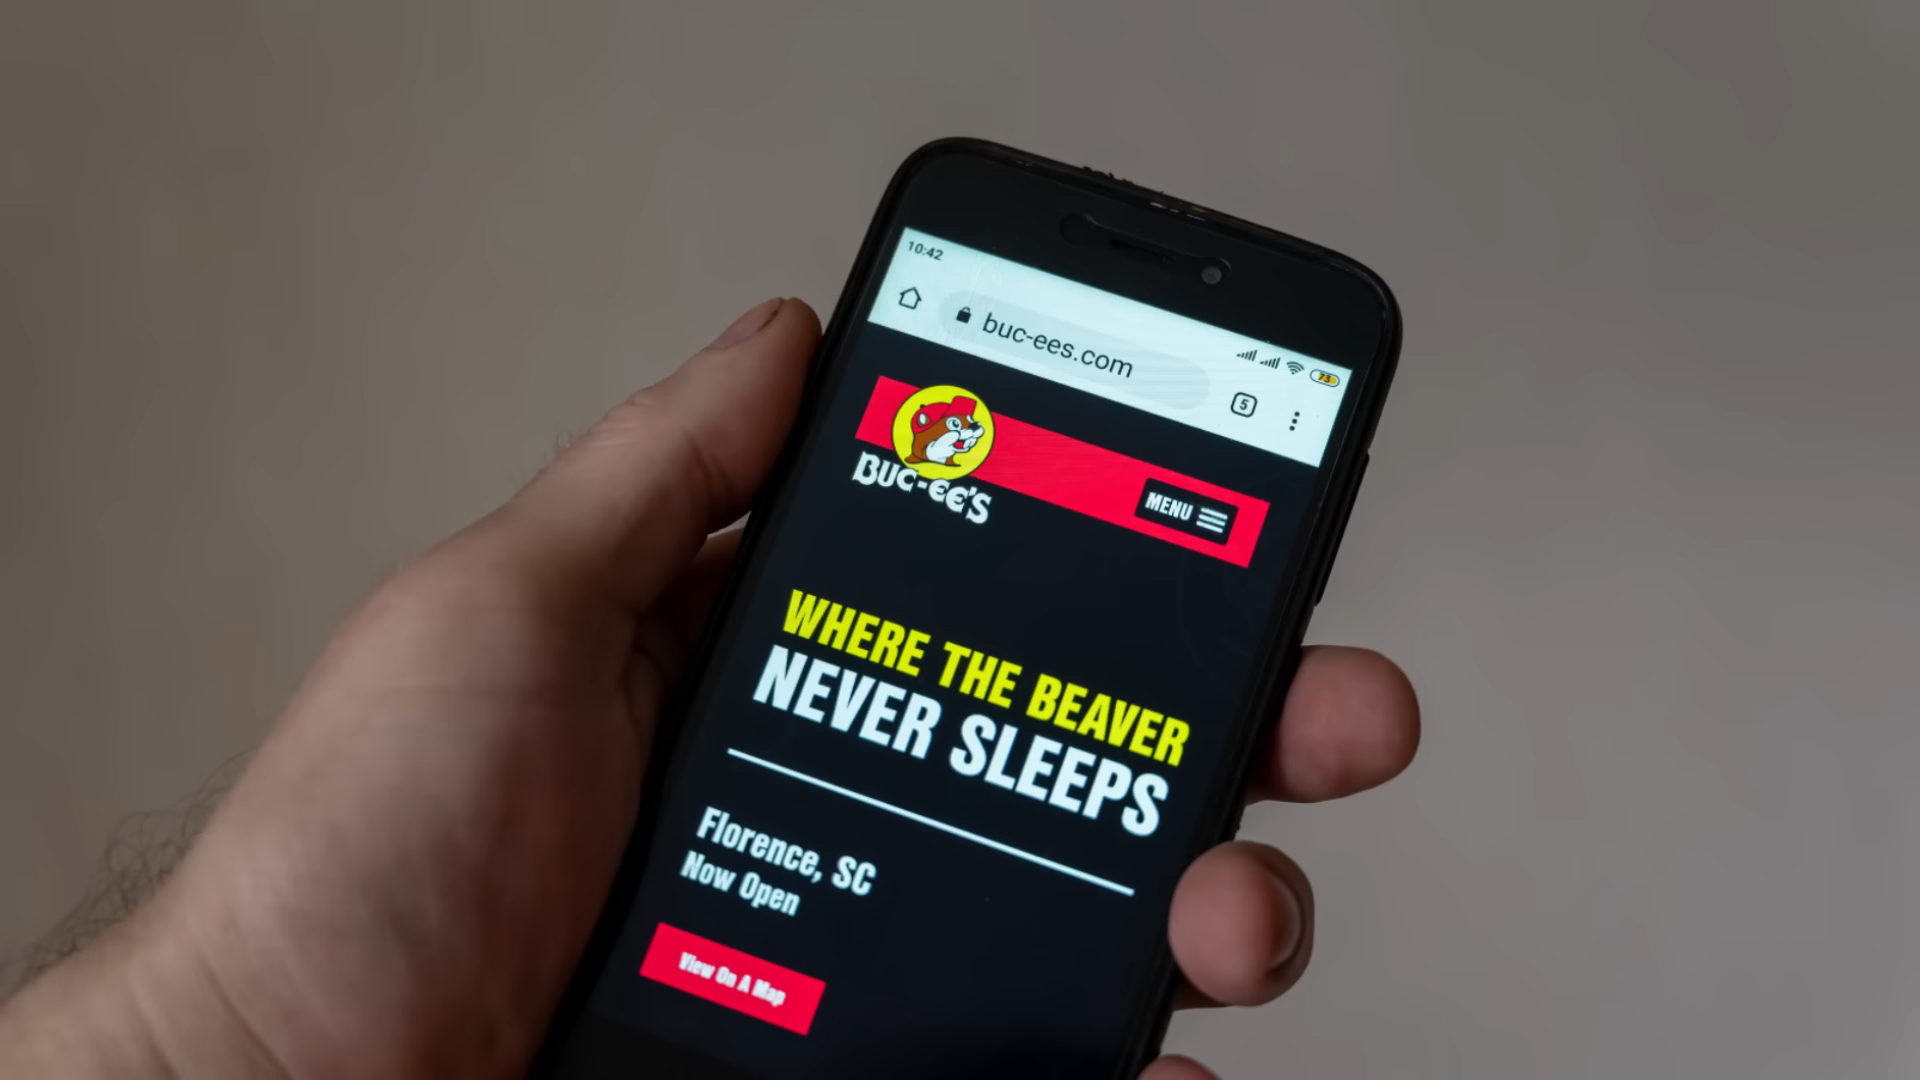 10:42
73
buc-ees.com
5
BUC-EE'S
MENU
WHERE THE BEAVER
NEVER SLEEPS
Florence, SC
Now Open
View On A Map